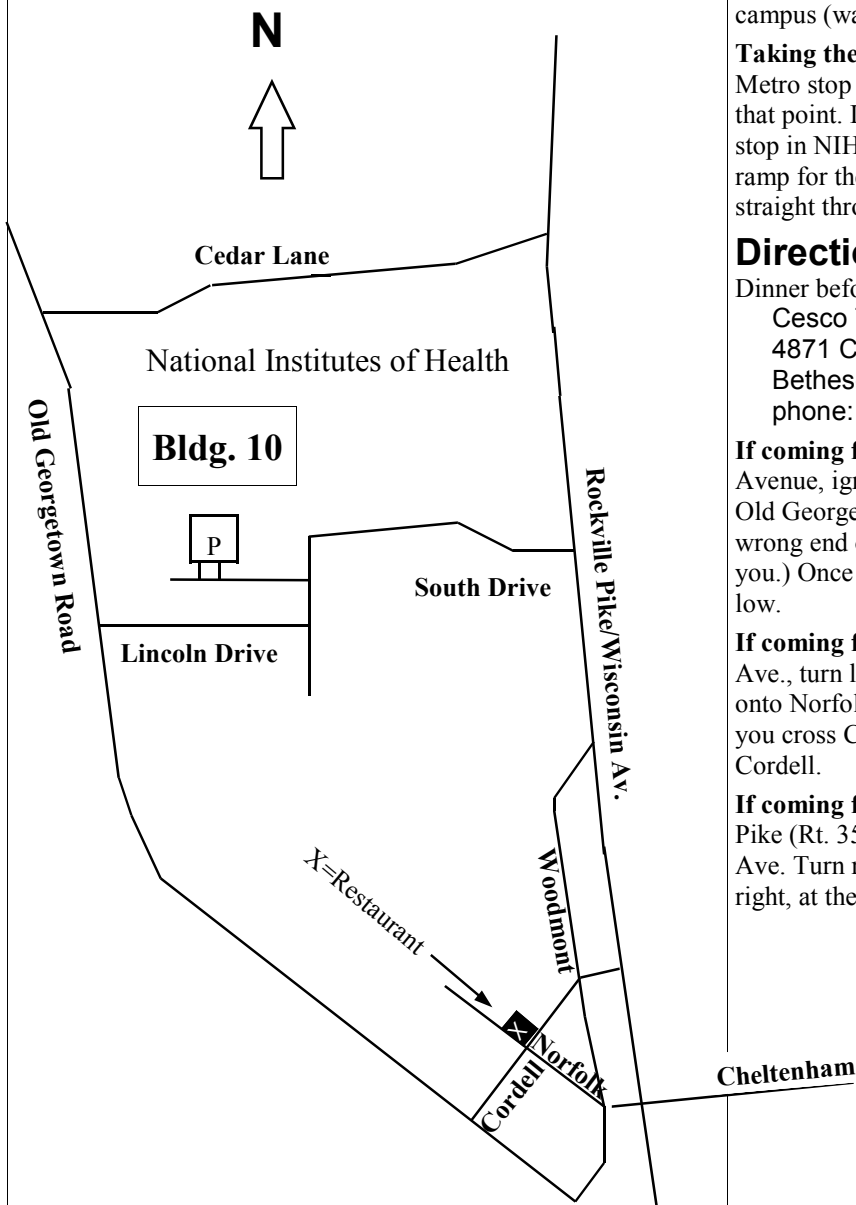 N
Cedar Lane
National Institutes of Health
Bldg. 10
Old Georgetown Road
P
South Drive
Lincoln Drive
Rockville Pike/Wisconsin Av.
Woodmont
X=Restaurant
X
Norfolk
Cordell
Cheltenham
campus (wa
Taking the
Metro stop
that point. I
stop in NIH
ramp for the
straight thro
Directio
Dinner befo
Cesco
4871 C
Bethes
phone:
If coming f
Avenue, ign
Old George
wrong end
you.) Once
low.
If coming f
Ave., turn l
onto Norfol
you cross C
Cordell.
If coming f
Pike (Rt. 35
Ave. Turn r
right, at the